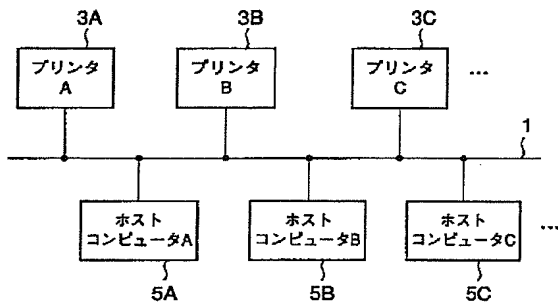 3A
3B
3C
プリンタ
A
プリンタ
B
プリンタ
C
...
1
ホスト
コンピュータA
ホスト
コンピュータB
ホスト
コンピュータC
...
5A
5B
5C